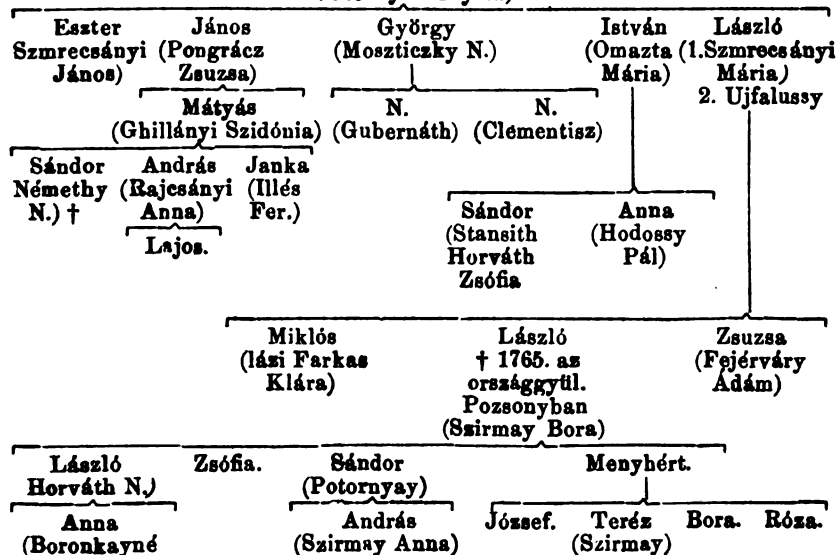 Eszter János György István László
Szmrecsányi (Pongrácz (Moszticzky N.) (Omazta (1.Szmrecsányi
János) Zsuzsa) Mária) Mária)
2. Ujfalussy
Mátyás N. N.
(Ghillányi Szidónia) (Gubernáth) (Clementisz)
Sándor András Janka
Némethy (Rajcsányi (Illés
N.) † Anna) Fer.)
Lajos.
Sándor Anna
(Stansith (Hodossy
Horváth Pál)
Zsófia
Miklós László Zsuzsa
(lázi Farkas † 1765. az (Fejérváry
Klára) országgyül. Ádám)
Pozsonyban
(Szirmay Bora)
László Zsófia. Sándor Menyhért.
Horváth N.) (Potornyay)
Anna András József. Teréz Bora. Róza.
(Boronkayné (Szirmay Anna) (Szirmay)